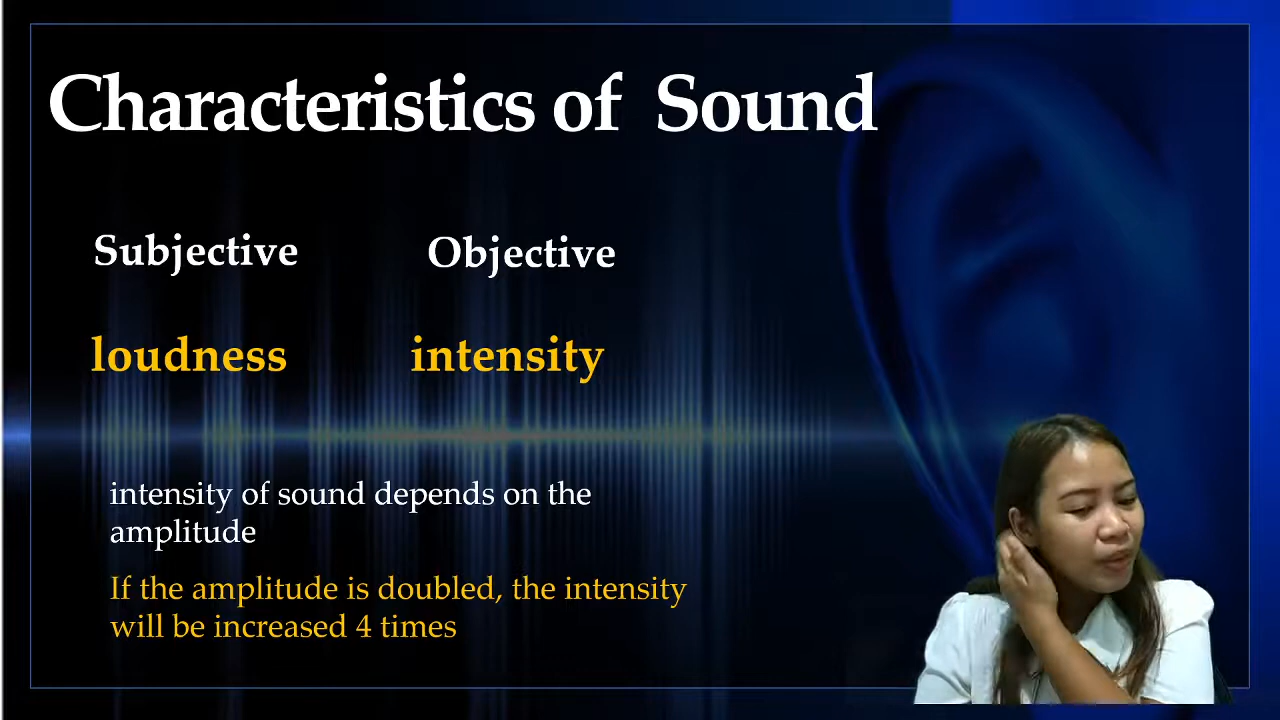 Characteristics of Sound
Subjective Objective
loudness intensity
intensity of sound depends on the
amplitude
If the amplitude is doubled, the intensity
will be increased 4 times